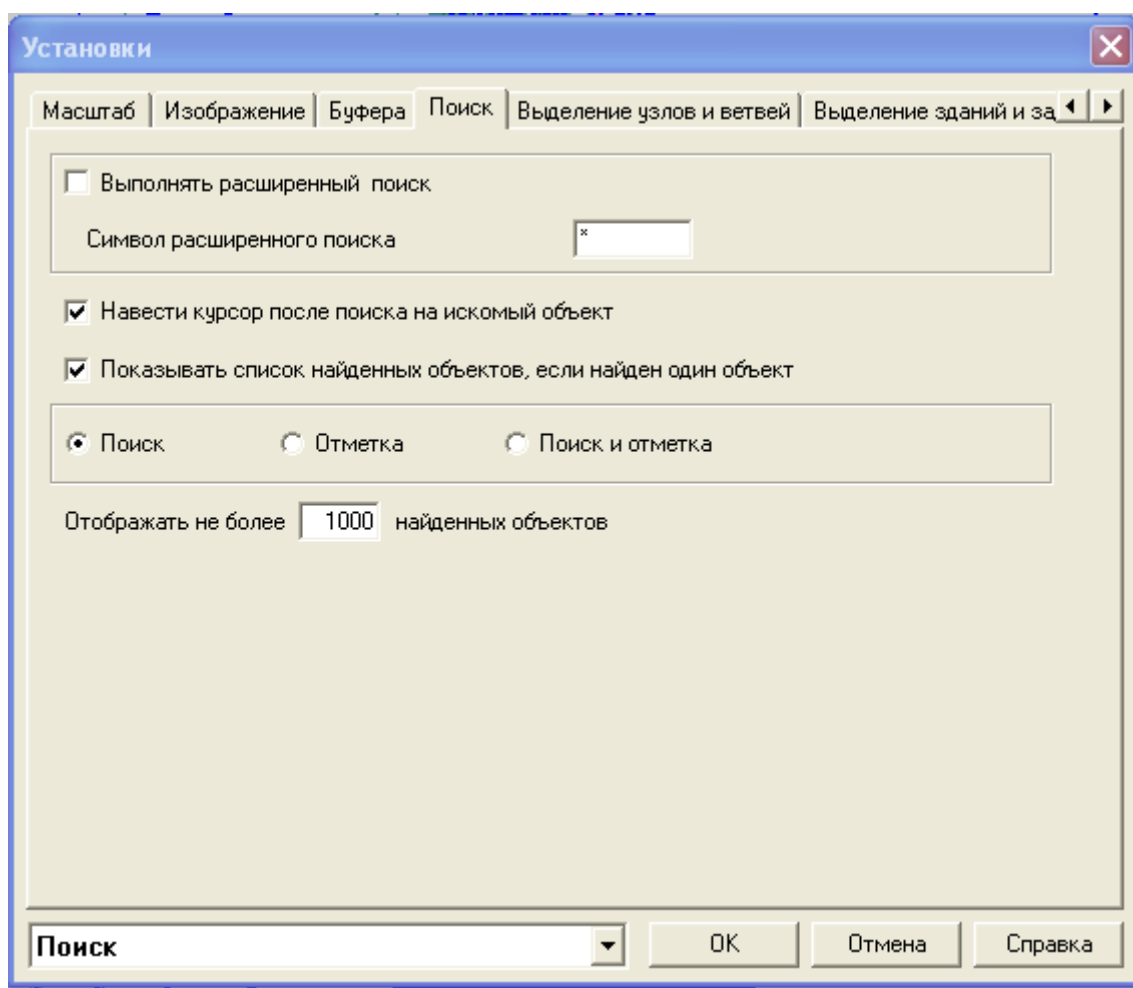 Установки
Масштаб Изображение Буфера Поиск Выделение узлов и ветвей Выделение зданий и за
Выполнять расширенный поиск
Символ расширенного поиска *
Навести курсор после поиска на искомый объект
Показывать список найденных объектов, если найден один объект
Поиск Отметка Поиск и отметка
Отображать не более 1000 найденных объектов
Поиск OK Отмена Справка